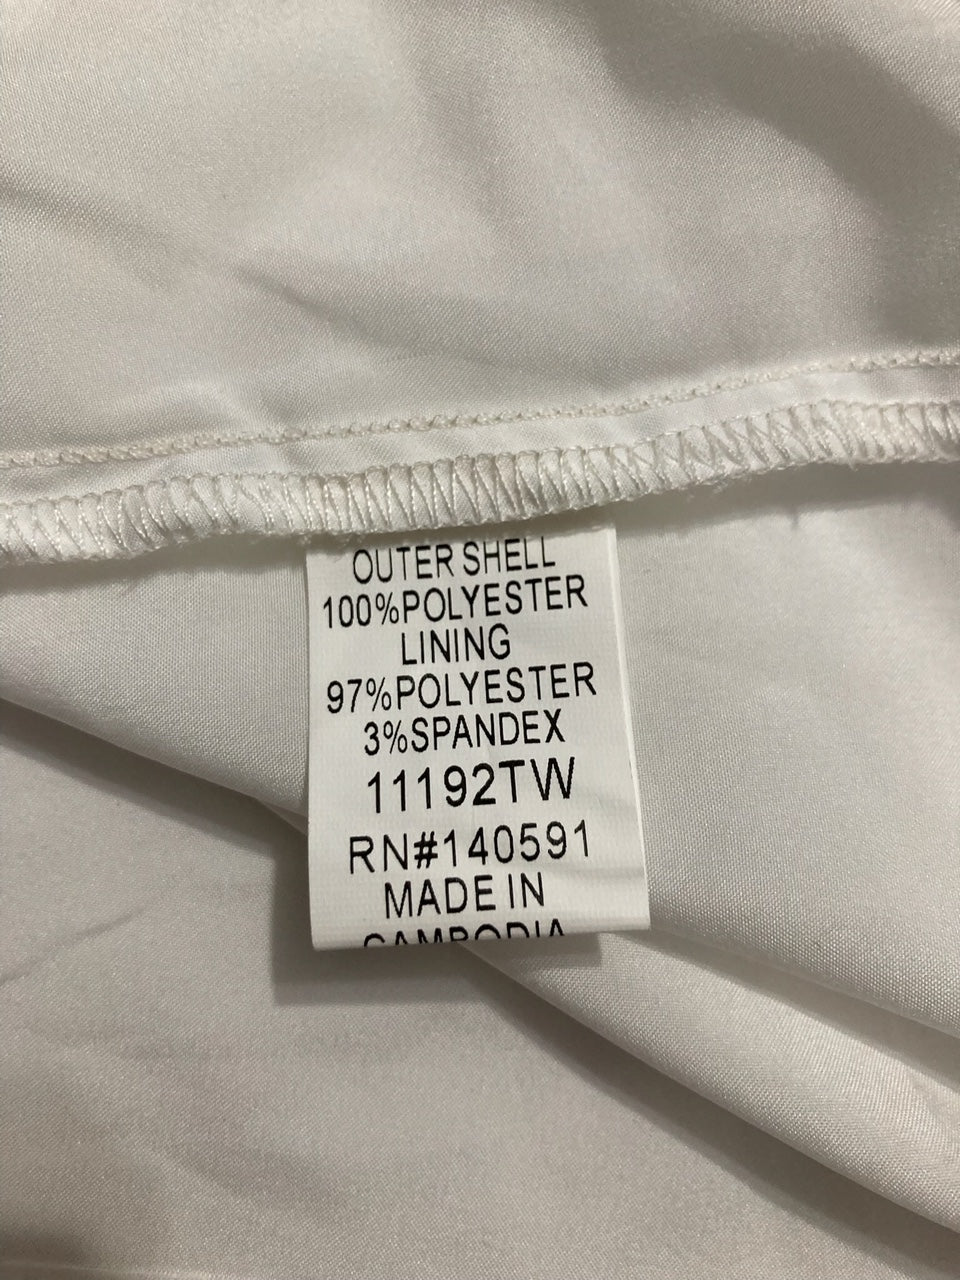 OUTER SHELL
100%POLYESTER
LINING
97%POLYESTER
3%SPANDEX
11192TW
RN#140591
MADE IN
CAMBODIA